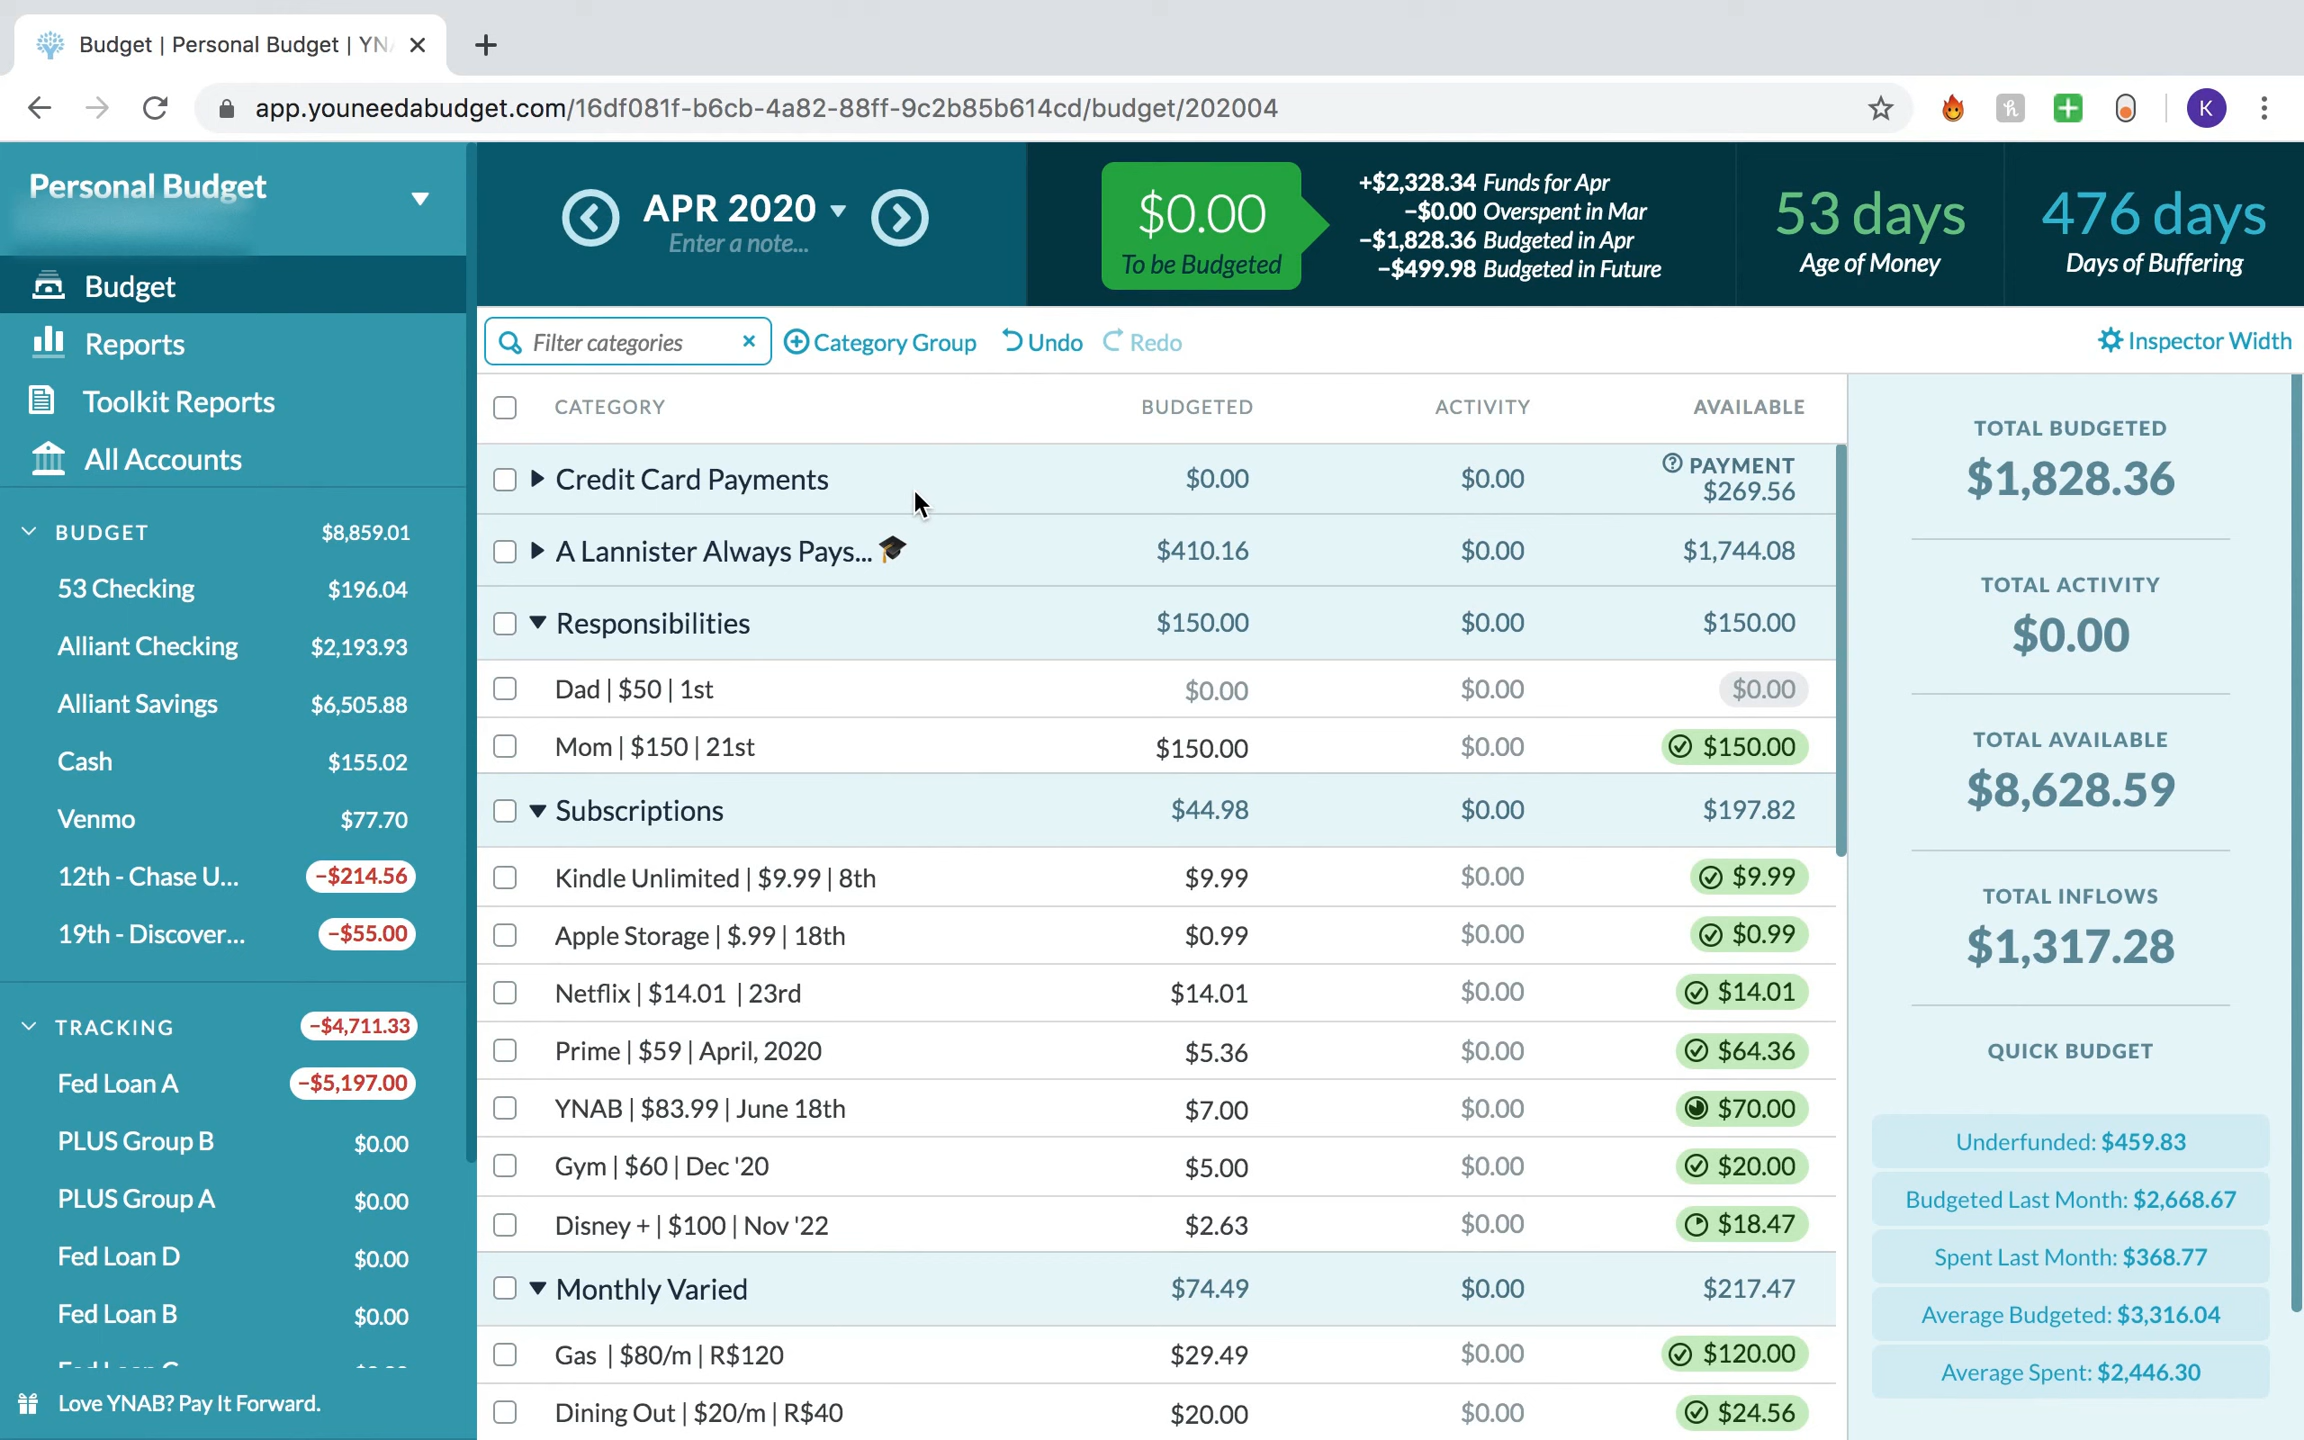 Budget | Personal Budget | YN
app.youneedabudget.com/16df081f-b6cb-4a82-88ff-9c2b85b614cd/budget/202004
K
Personal Budget
APR 2020
Enter a note...
$0.00
To be Budgeted
+$2,328.34 Funds for Apr
-$0.00 Overspent in Mar
-$1,828.36 Budgeted in Apr
-$499.98 Budgeted in Future
53 days
Age of Money
476 days
Days of Buffering
Budget
Reports
Toolkit Reports
All Accounts
BUDGET $8,859.01
53 Checking $196.04
Alliant Checking $2,193.93
Alliant Savings $6,505.88
Cash $155.02
Venmo $77.70
12th - Chase U... -$214.56
19th - Discover... -$55.00
TRACKING -$4,711.33
Fed Loan A -$5,197.00
PLUS Group B $0.00
PLUS Group A $0.00
Fed Loan D $0.00
Fed Loan B $0.00
Love YNAB? Pay It Forward.
Filter categories
Category Group Undo Redo
Inspector Width
CATEGORY BUDGETED ACTIVITY AVAILABLE
Credit Card Payments $0.00 $0.00 PAYMENT $269.56
A Lannister Always Pays... $410.16 $0.00 $1,744.08
Responsibilities $150.00 $0.00 $150.00
Dad | $50 | 1st $0.00 $0.00 $0.00
Mom | $150 | 21st $150.00 $0.00 $150.00
Subscriptions $44.98 $0.00 $197.82
Kindle Unlimited | $9.99 | 8th $9.99 $0.00 $9.99
Apple Storage | $.99 | 18th $0.99 $0.00 $0.99
Netflix | $14.01 | 23rd $14.01 $0.00 $14.01
Prime | $59 | April, 2020 $5.36 $0.00 $64.36
YNAB | $83.99 | June 18th $7.00 $0.00 $70.00
Gym | $60 | Dec '20 $5.00 $0.00 $20.00
Disney + | $100 | Nov '22 $2.63 $0.00 $18.47
Monthly Varied $74.49 $0.00 $217.47
Gas | $80/m | R$120 $29.49 $0.00 $120.00
Dining Out | $20/m | R$40 $20.00 $0.00 $24.56
TOTAL BUDGETED
$1,828.36
TOTAL ACTIVITY
$0.00
TOTAL AVAILABLE
$8,628.59
TOTAL INFLOWS
$1,317.28
QUICK BUDGET
Underfunded: $459.83
Budgeted Last Month: $2,668.67
Spent Last Month: $368.77
Average Budgeted: $3,316.04
Average Spent: $2,446.30